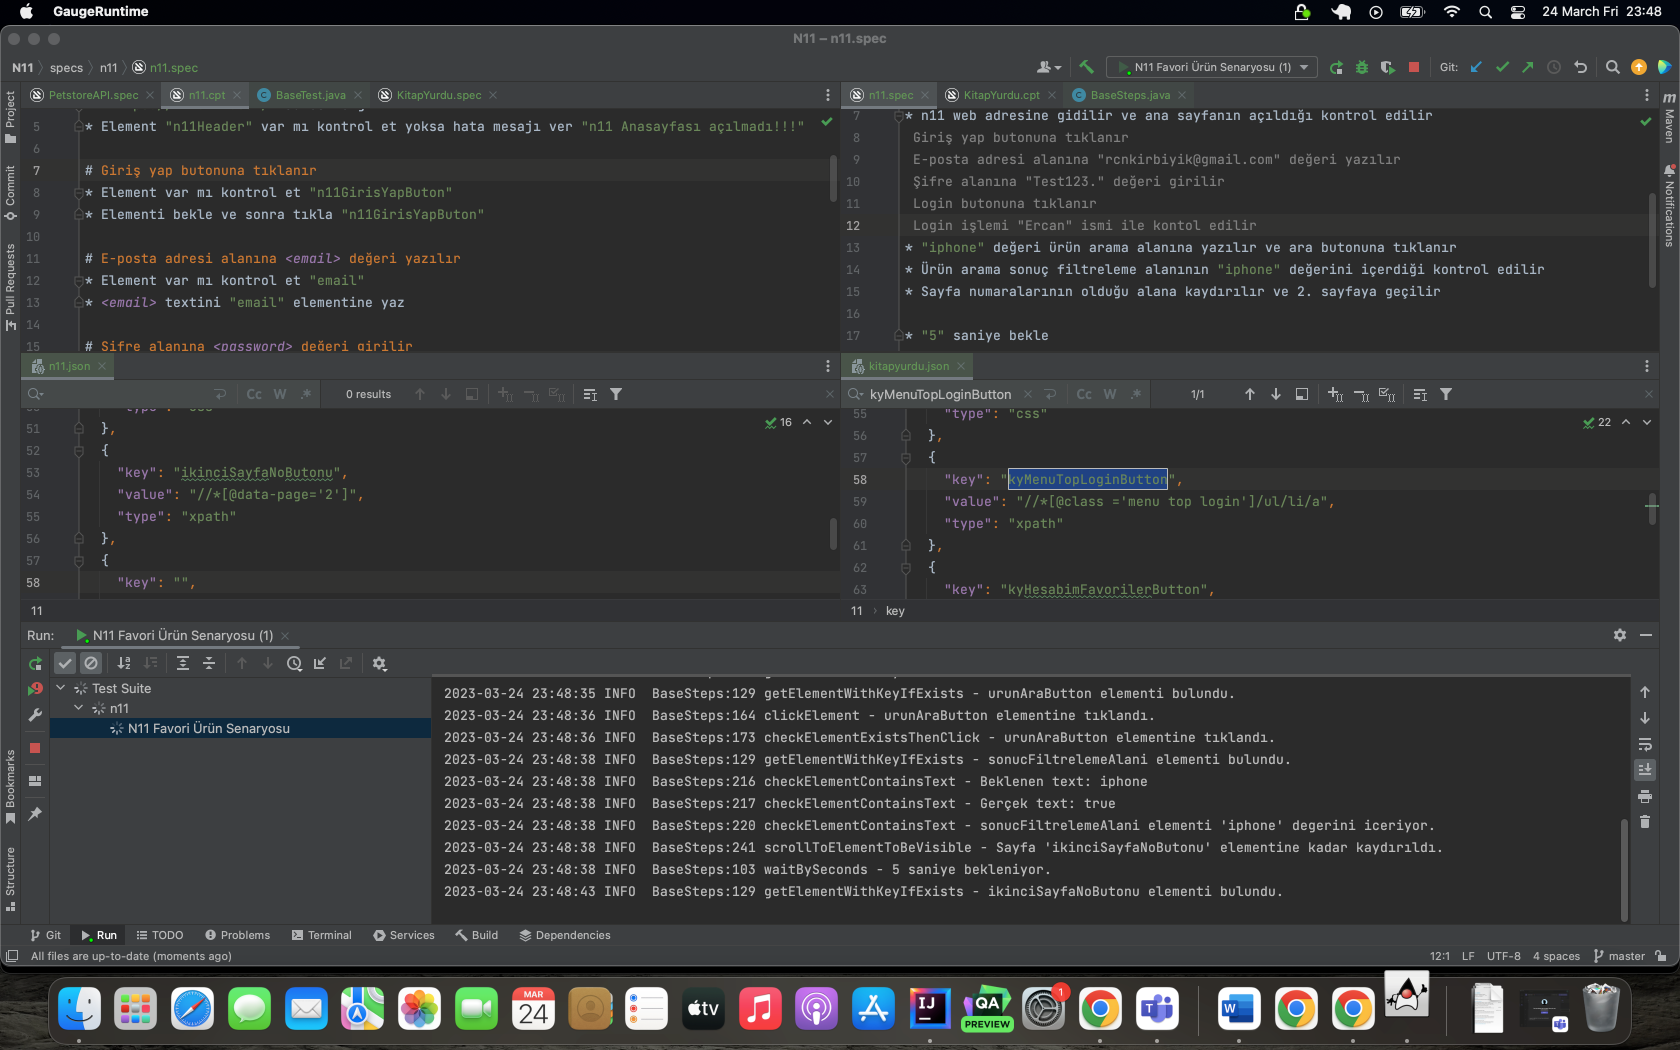 GaugeRuntime
24 March Fri 23:48
N11 – n11.spec
N11 specs n11 n11.spec
N11 Favori Ürün Senaryosu (1)
Git:
PetstoreAPI.spec n11.cpt BaseTest.java KitapYurdu.spec
5 * Element "n11Header" var mı kontrol et yoksa hata mesajı ver "n11 Anasayfası açılmadı!!!"
6
7 # Giriş yap butonuna tıklanır
8 * Element var mı kontrol et "n11GirisYapButon"
9 * Elementi bekle ve sonra tıkla "n11GirisYapButon"
10
11 # E-posta adresi alanına <email> değeri yazılır
12 * Element var mı kontrol et "email"
13 * <email> textini "email" elementine yaz
14
15 # Şifre alanına <password> değeri girilir
n11.spec KitapYurdu.cpt BaseSteps.java
7 * n11 web adresine gidilir ve ana sayfanın açıldığı kontrol edilir
8 Giriş yap butonuna tıklanır
9 E-posta adresi alanına "rcnkirbiyik@gmail.com" değeri yazılır
10 Şifre alanına "Test123." değeri girilir
11 Login butonuna tıklanır
12 Login işlemi "Ercan" ismi ile kontol edilir
13 * "iphone" değeri ürün arama alanına yazılır ve ara butonuna tıklanır
14 * Ürün arama sonuç filtreleme alanının "iphone" değerini içerdiği kontrol edilir
15 * Sayfa numaralarının olduğu alana kaydırılır ve 2. sayfaya geçilir
16
17 * "5" saniye bekle
n11.json
Cc W .* 0 results
16
51 },
52 {
53 "key": "ikinciSayfaNoButonu",
54 "value": "//*[@data-page='2']",
55 "type": "xpath"
56 },
57 {
58 "key": "",
11
kitapyurdu.json
kyMenuTopLoginButton Cc W .* 1/1
22
55 "type": "css"
56 },
57 {
58 "key": "kyMenuTopLoginButton",
59 "value": "//*[@class ='menu top login']/ul/li/a",
60 "type": "xpath"
61 },
62 {
63 "key": "kyHesabimFavorilerButton",
11 › key
Run: N11 Favori Ürün Senaryosu (1)
Test Suite
n11
N11 Favori Ürün Senaryosu
2023-03-24 23:48:35 INFO BaseSteps:129 getElementWithKeyIfExists - urunAraButton elementi bulundu.
2023-03-24 23:48:36 INFO BaseSteps:164 clickElement - urunAraButton elementine tıklandı.
2023-03-24 23:48:36 INFO BaseSteps:173 checkElementExistsThenClick - urunAraButton elementine tıklandı.
2023-03-24 23:48:38 INFO BaseSteps:129 getElementWithKeyIfExists - sonucFiltrelemeAlani elementi bulundu.
2023-03-24 23:48:38 INFO BaseSteps:216 checkElementContainsText - Beklenen text: iphone
2023-03-24 23:48:38 INFO BaseSteps:217 checkElementContainsText - Gerçek text: true
2023-03-24 23:48:38 INFO BaseSteps:220 checkElementContainsText - sonucFiltrelemeAlani elementi 'iphone' degerini iceriyor.
2023-03-24 23:48:38 INFO BaseSteps:241 scrollToElementToBeVisible - Sayfa 'ikinciSayfaNoButonu' elementine kadar kaydırıldı.
2023-03-24 23:48:38 INFO BaseSteps:103 waitBySeconds - 5 saniye bekleniyor.
2023-03-24 23:48:43 INFO BaseSteps:129 getElementWithKeyIfExists - ikinciSayfaNoButonu elementi bulundu.
Project
Commit
Pull Requests
Bookmarks
Structure
Maven
Notifications
Git Run TODO Problems Terminal Services Build Dependencies
All files are up-to-date (moments ago)
12:1 LF UTF-8 4 spaces master
MAR
24
tv
IJ
QA
PREVIEW
1
W